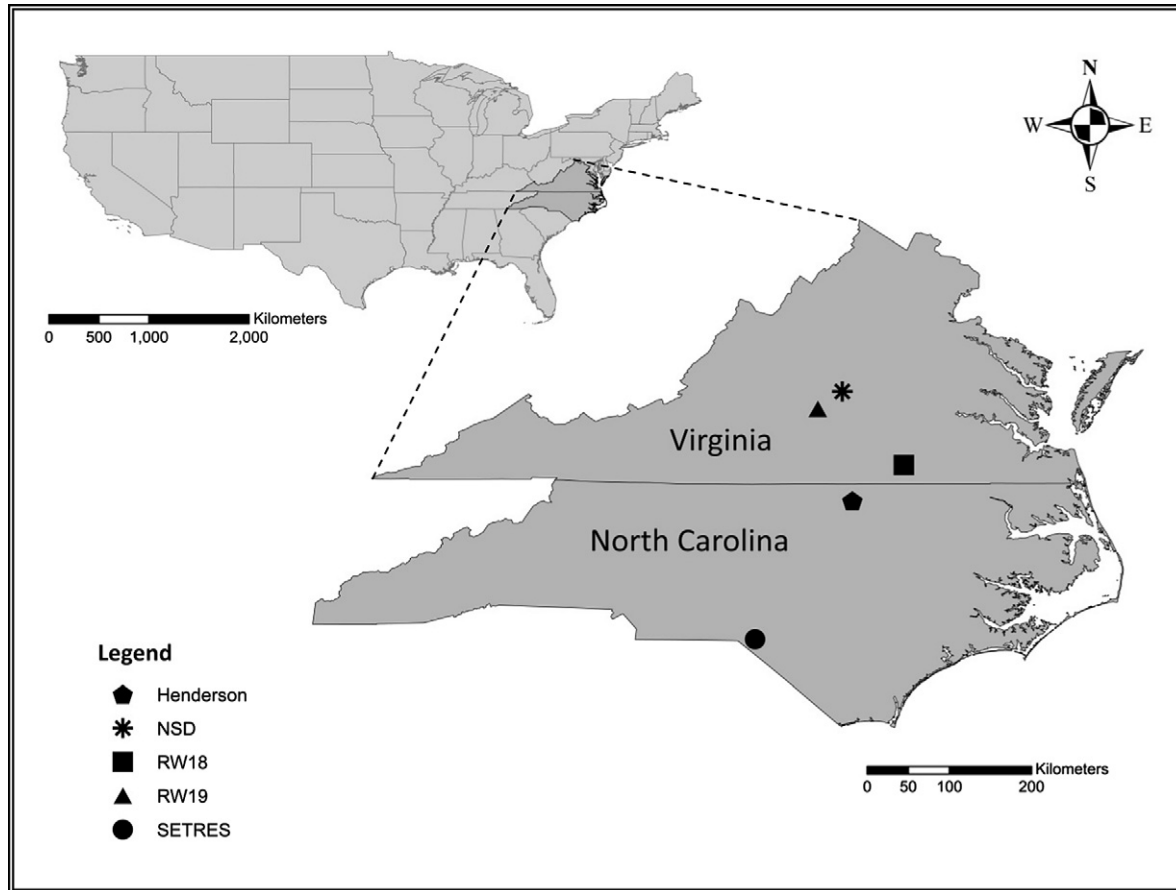 N
W E
S
Kilometers
0 500 1,000 2,000
Virginia
North Carolina
Legend
Henderson
NSD
RW18
RW19
SETRES
Kilometers
0 50 100 200